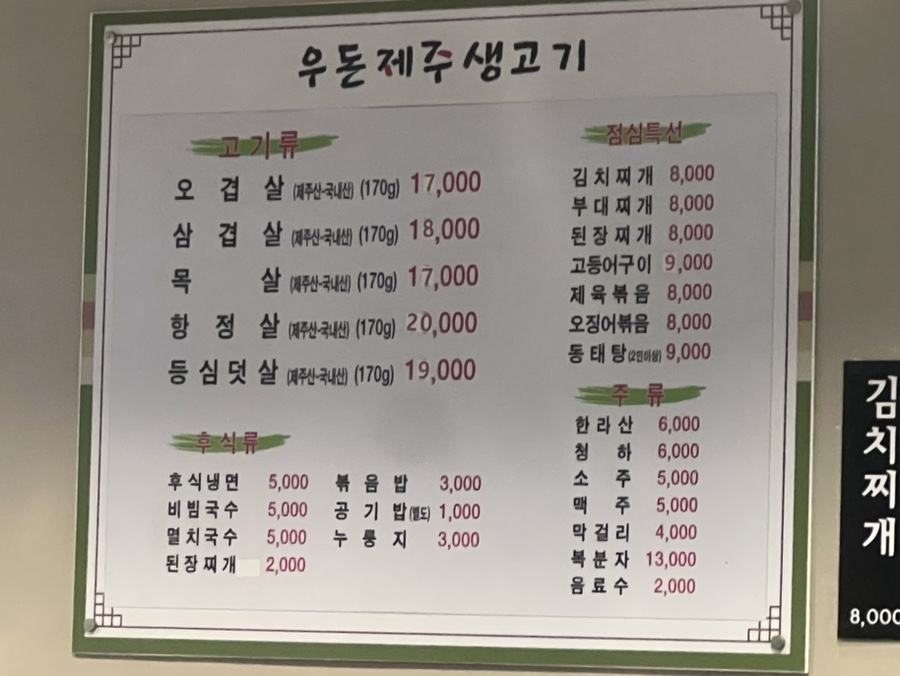 우돈제주생고기
고기류
오겹살 (제주산-국내산) (170g) 17,000
삼겹살 (제주산-국내산) (170g) 18,000
목살 (제주산-국내산) (170g) 17,000
항정살 (제주산-국내산) (170g) 20,000
등심덧살 (제주산-국내산) (170g) 19,000
후식류
후식냉면 5,000
비빔국수 5,000
멸치국수 5,000
된장찌개 2,000
볶음밥 3,000
공기밥(별도) 1,000
누룽지 3,000
점심특선
김치찌개 8,000
부대찌개 8,000
된장찌개 8,000
고등어구이 9,000
제육볶음 8,000
오징어볶음 8,000
동태탕(2인이상) 9,000
주류
한라산 6,000
청하 6,000
소주 5,000
맥주 5,000
막걸리 4,000
복분자 13,000
음료수 2,000
김치찌개
8,000